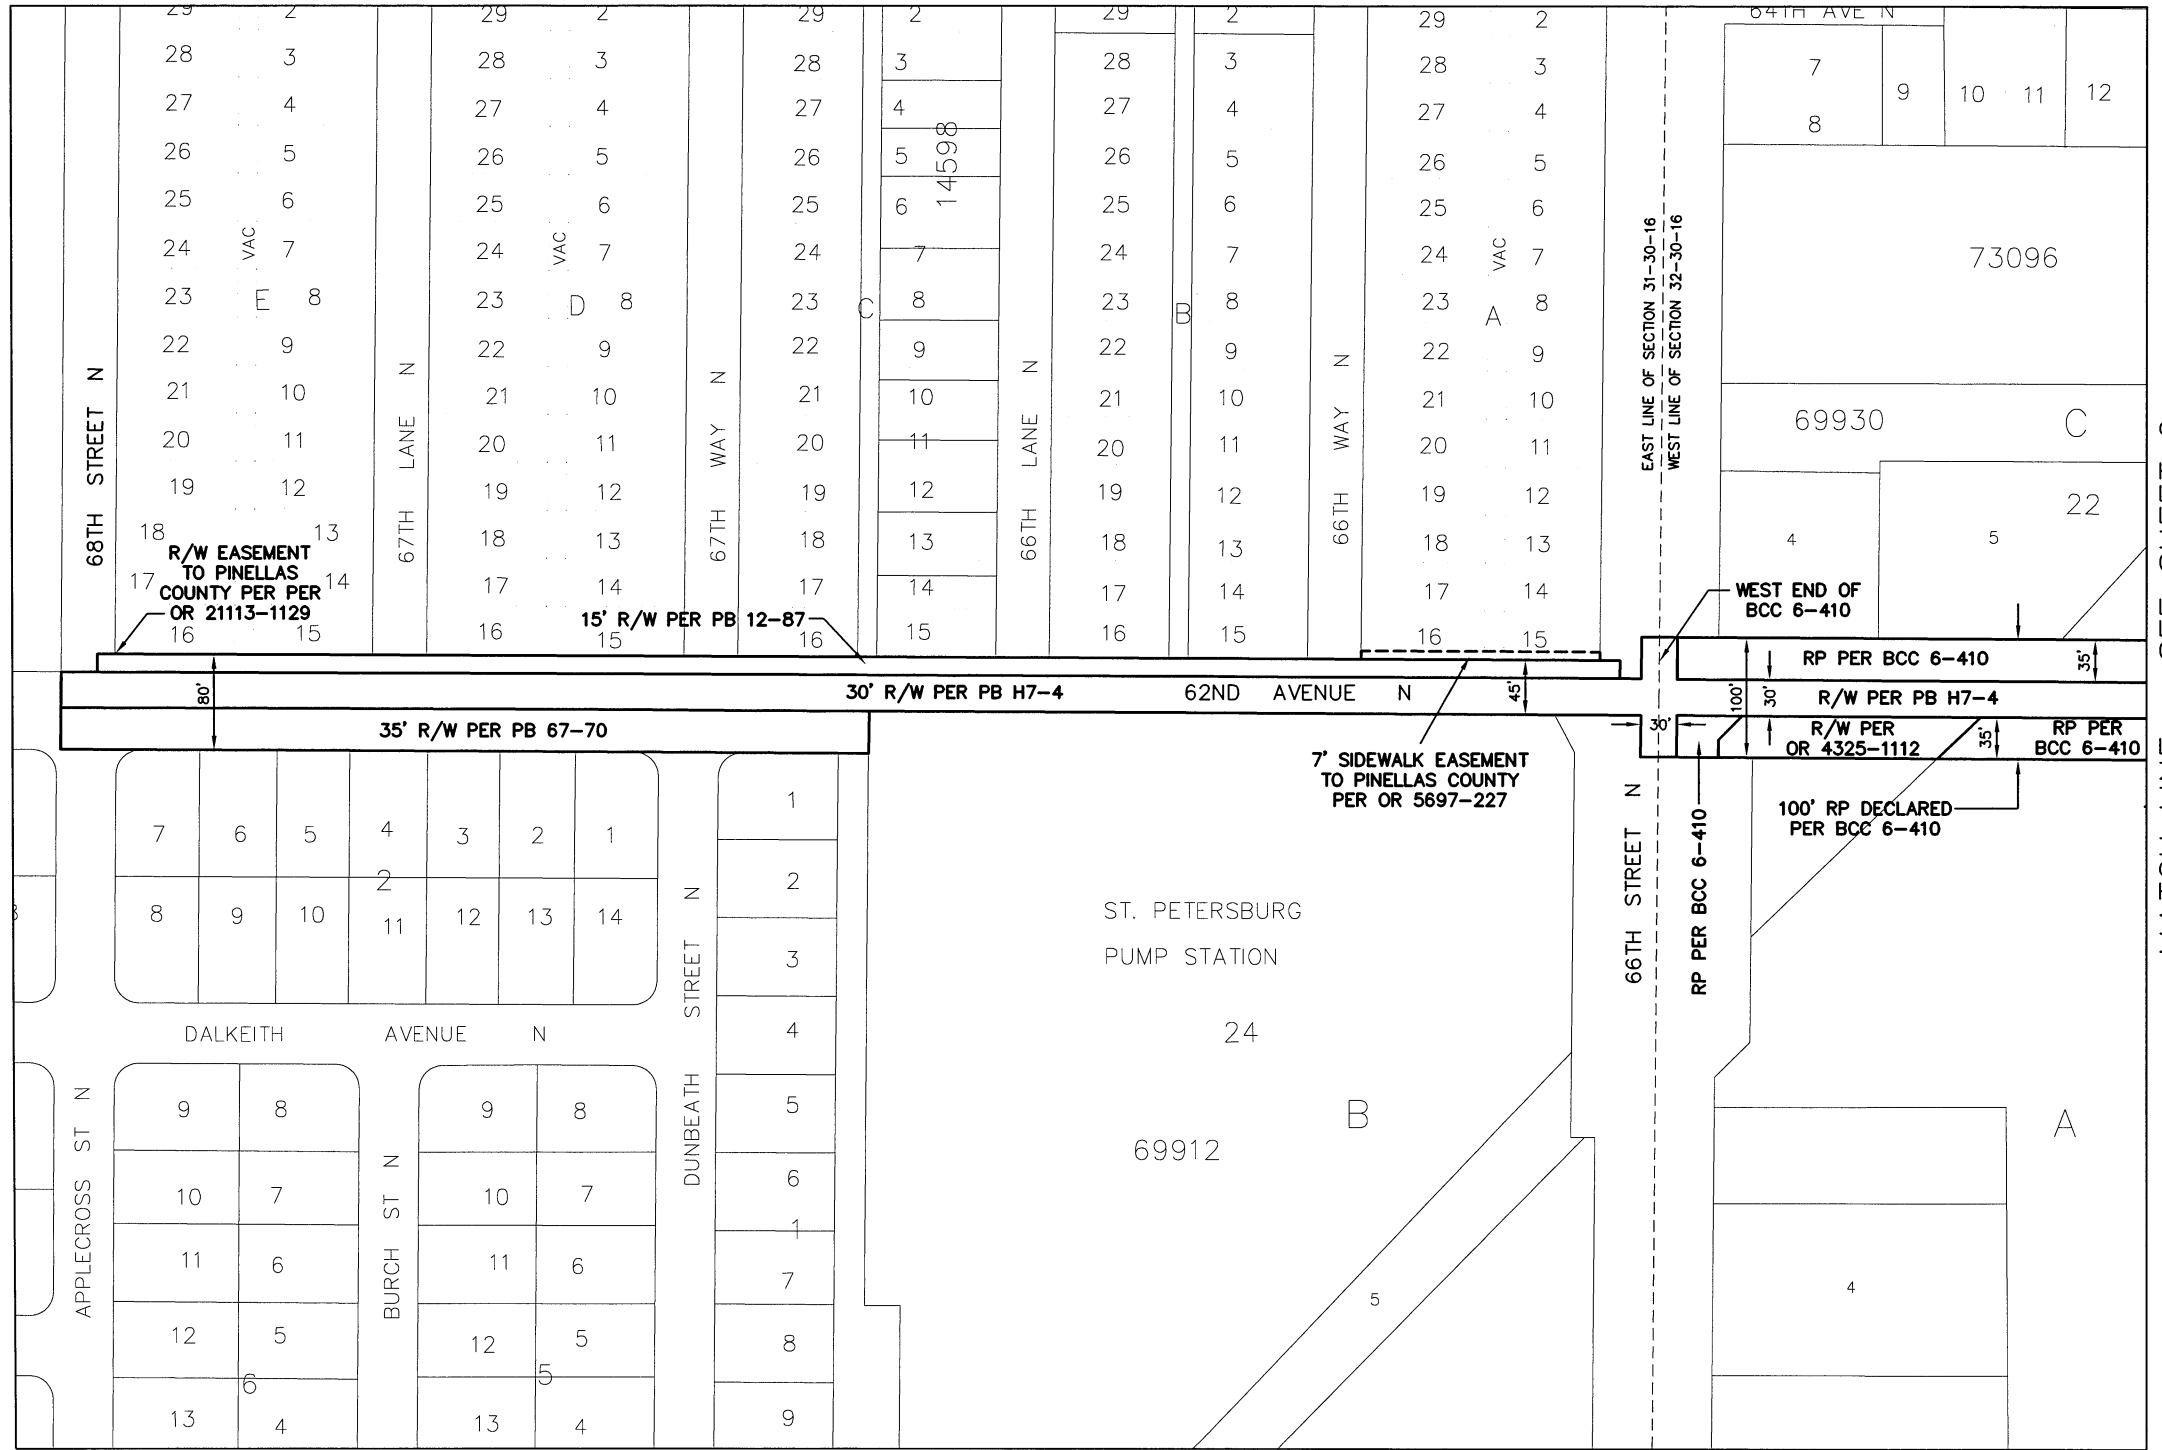 29 2 29 2 29 2 29 2 29 2 64TH AVE N
28 3 28 3 28 3 28 3 28 3 7
27 4 27 4 27 4 27 4 27 4 9 10 11 12
8
26 5 26 5 26 5 26 5 26 5
14598
25 6 25 6 25 6 25 6 25 6
24 VAC 7 24 VAC 7 24 7 24 7 24 VAC 7 73096
23 E 8 23 D 8 23 C 8 23 B 8 23 A 8
EAST LINE OF SECTION 31-30-16
WEST LINE OF SECTION 32-30-16
22 9 22 9 22 9 22 9 22 9
21 10 21 10 21 10 21 10 21 10
69930 C
20 11 20 11 20 11 20 11 20 11
19 12 19 12 19 12 19 12 19 12
22
18 13 18 13 18 13 18 13 18 13
4 5
17 14 17 14 17 14 17 14 17 14
16 15 16 15 16 15 16 15 16 15
68TH STREET N
67TH LANE N
67TH WAY N
66TH LANE N
66TH WAY N
R/W EASEMENT
TO PINELLAS
COUNTY PER PER
OR 21113-1129
15' R/W PER PB 12-87
WEST END OF
BCC 6-410
RP PER BCC 6-410
35'
80'
30' R/W PER PB H7-4
62ND AVENUE N
45'
100'
30'
R/W PER PB H7-4
35' R/W PER PB 67-70
30'
R/W PER
OR 4325-1112
35'
RP PER
BCC 6-410
7' SIDEWALK EASEMENT
TO PINELLAS COUNTY
PER OR 5697-227
100' RP DECLARED
PER BCC 6-410
RP PER BCC 6-410
66TH STREET N
7 6 5 4 3 2 1
2
8 9 10 11 12 13 14
DALKEITH AVENUE N
DUNBEATH STREET N
1
2
3
4
5
6
1
7
8
9
ST. PETERSBURG
PUMP STATION
24
B
69912
5
A
4
APPLECROSS ST N
9 8
10 7
11 6
12 5
6
13 4
BURCH ST N
9 8
10 7
11 6
12 5
5
13 4